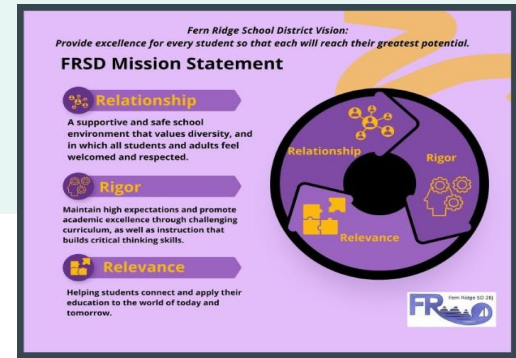 Fern Ridge School District Vision:
Provide excellence for every student so that each will reach their greatest potential.
FRSD Mission Statement
Relationship
A supportive and safe school
environment that values diversity, and
in which all students and adults feel
welcomed and respected.
Rigor
Maintain high expectations and promote
academic excellence through challenging
curriculum, as well as instruction that
builds critical thinking skills.
Relevance
Helping students connect and apply their
education to the world of today and
tomorrow.
Relationship
Rigor
Relevance
FR
Fern Ridge SD 28J